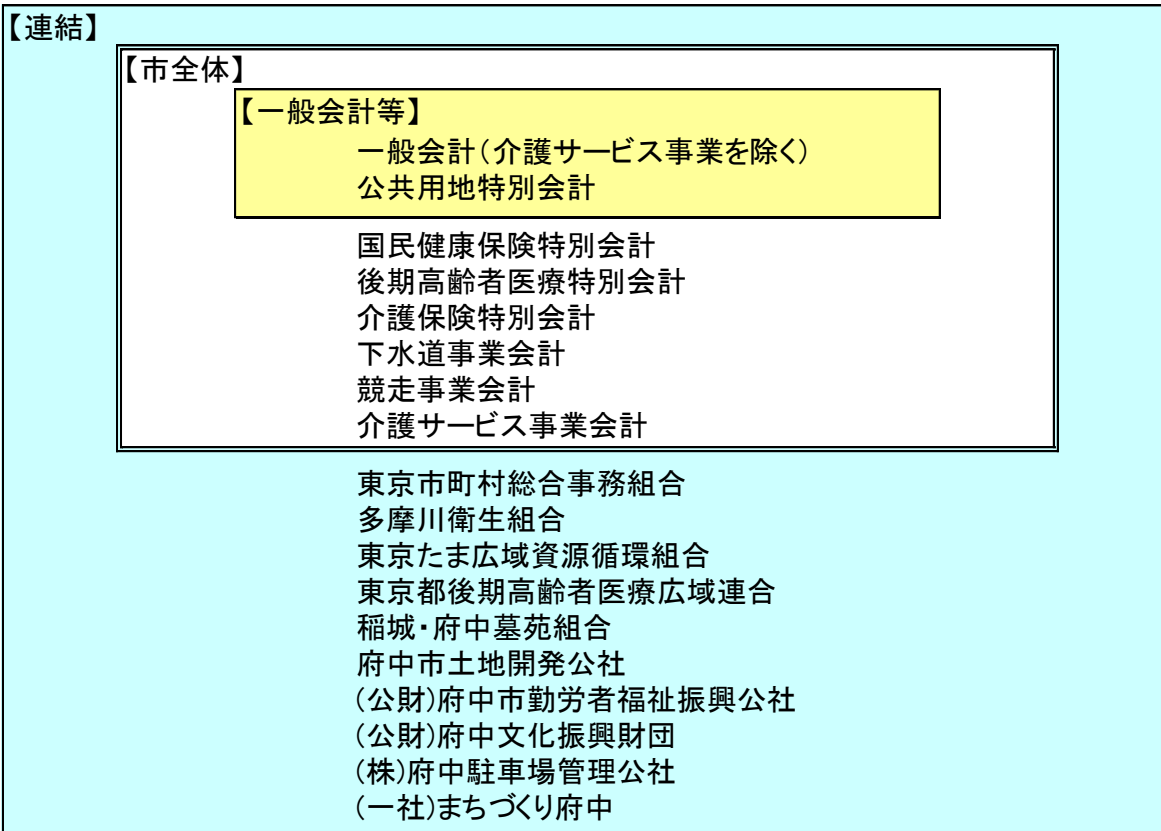 【連結】
【市全体】
【一般会計等】
一般会計（介護サービス事業を除く）
公共用地特別会計
国民健康保険特別会計
後期高齢者医療特別会計
介護保険特別会計
下水道事業会計
競走事業会計
介護サービス事業会計
東京市町村総合事務組合
多摩川衛生組合
東京たま広域資源循環組合
東京都後期高齢者医療広域連合
稲城・府中墓苑組合
府中市土地開発公社
(公財)府中市勤労者福祉振興公社
(公財)府中文化振興財団
(株)府中駐車場管理公社
(一社)まちづくり府中